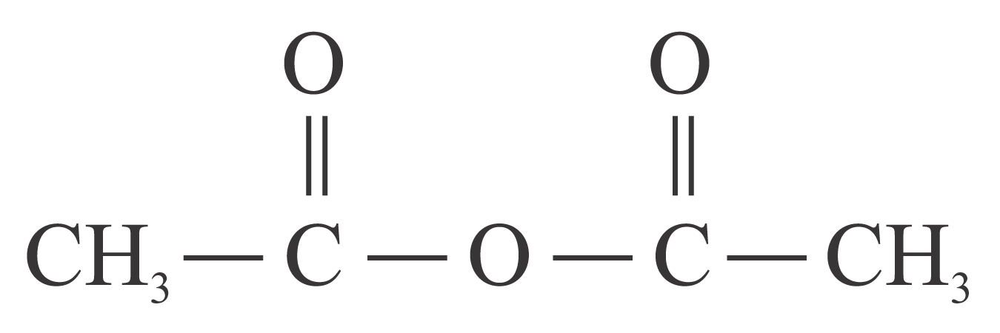 O O
CH₃ — C — O — C — CH₃